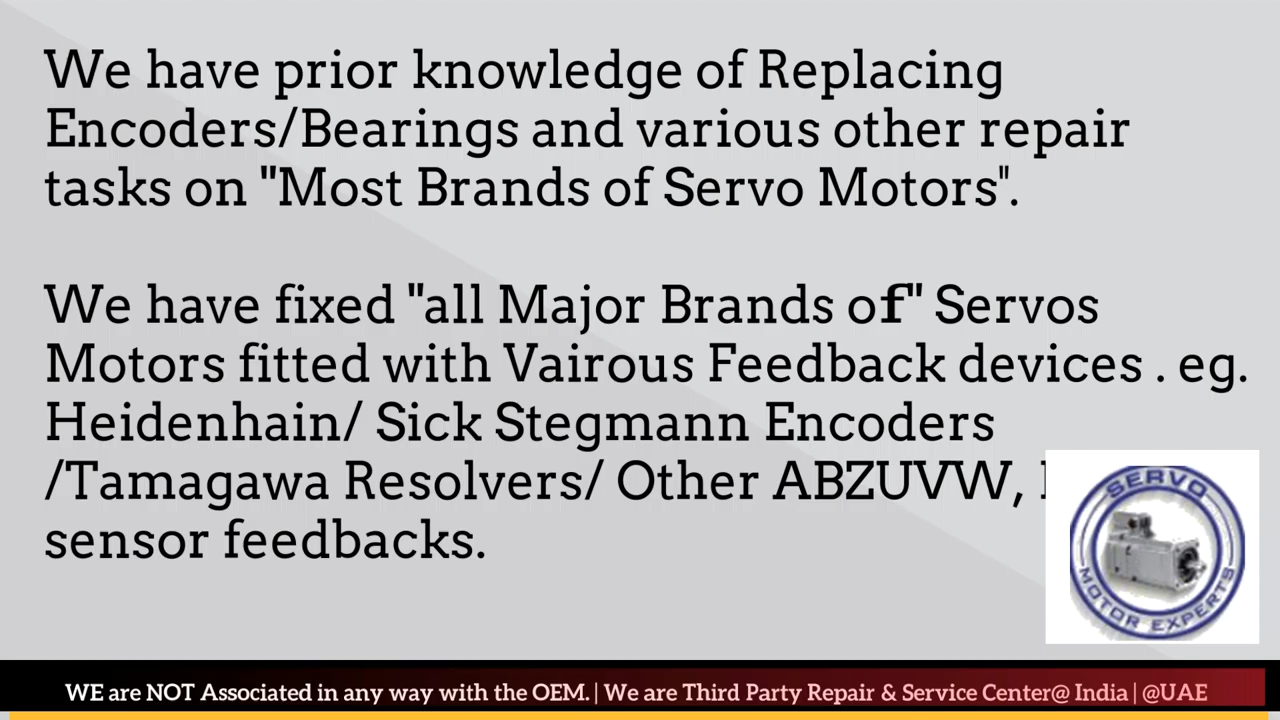 We have prior knowledge of Replacing
Encoders/Bearings and various other repair
tasks on "Most Brands of Servo Motors".
We have fixed "all Major Brands of" Servos
Motors fitted with Vairous Feedback devices . eg.
Heidenhain/ Sick Stegmann Encoders
/Tamagawa Resolvers/ Other ABZUVW,
sensor feedbacks.
SERVO
MOTOR EXPERTS
WE are NOT Associated in any way with the OEM. | We are Third Party Repair & Service Center@ India | @UAE